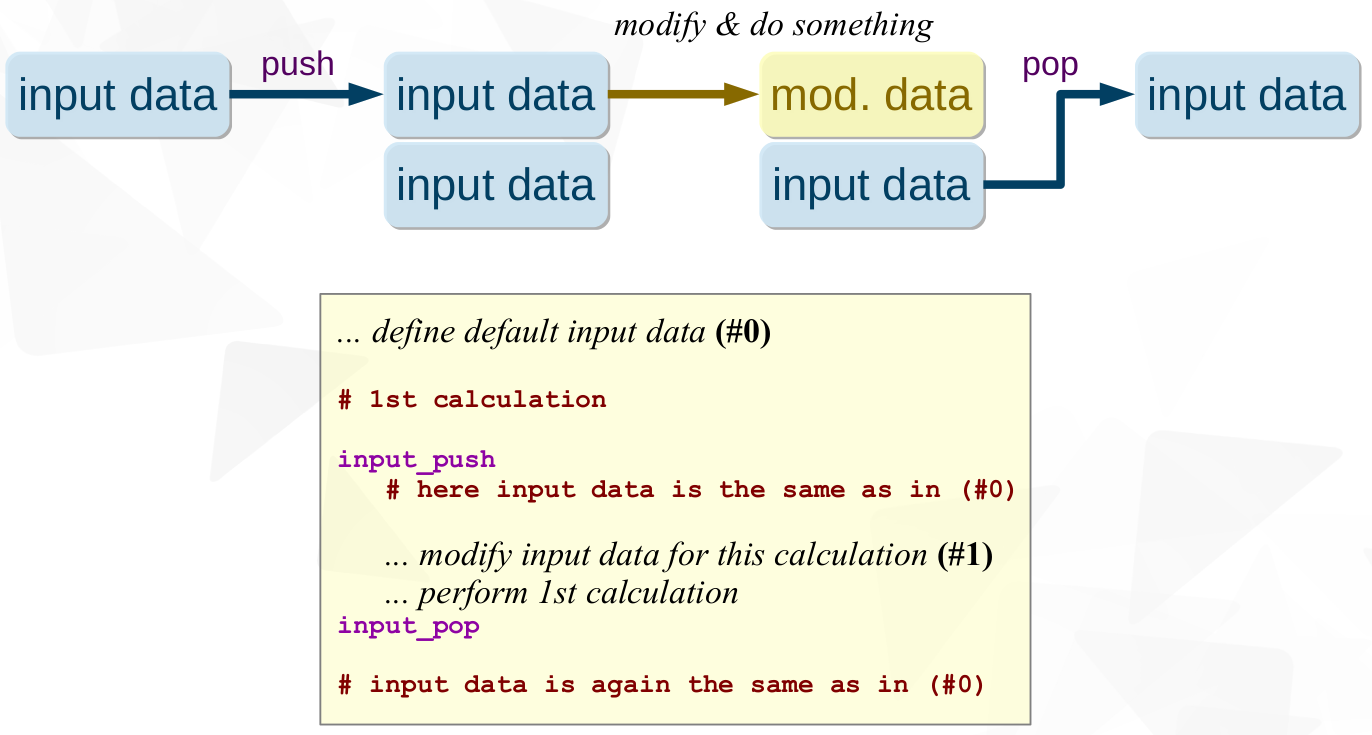 modify & do something
push
pop
input data
input data
mod. data
input data
input data
input data
... define default input data (#0)
# 1st calculation
input_push
# here input data is the same as in (#0)
... modify input data for this calculation (#1)
... perform 1st calculation
input_pop
# input data is again the same as in (#0)